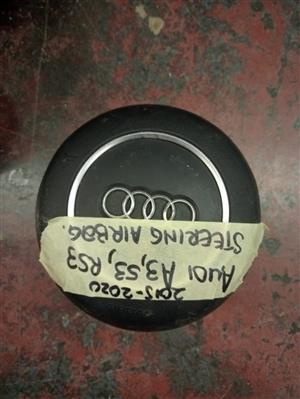 2015-2020
AUDI A3,S3,RS3
STEERING AIRBAG.